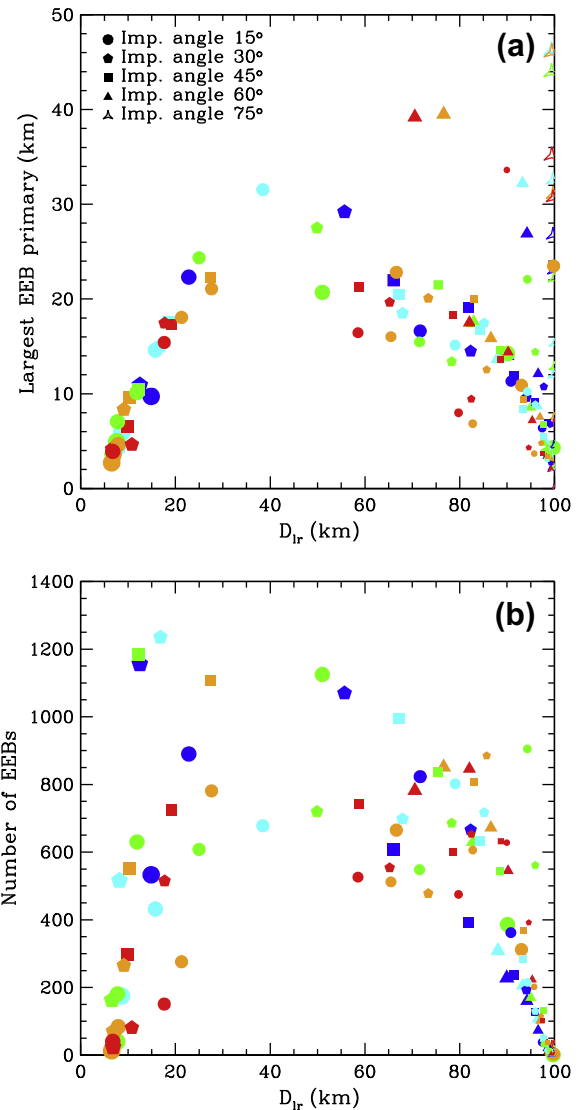 50
40
30
20
10
0
Largest EEB primary (km)
(a)
Imp. angle 15°
Imp. angle 30°
Imp. angle 45°
Imp. angle 60°
Imp. angle 75°
0 20 40 60 80 100
D_lr (km)
1400
1200
1000
800
600
400
200
0
Number of EEBs
(b)
0 20 40 60 80 100
D_lr (km)